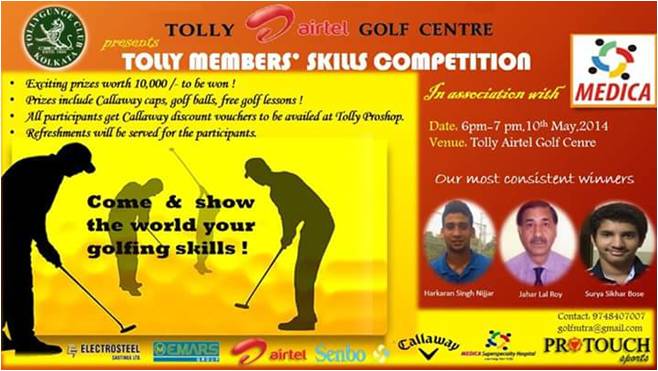 TOLLYGUNGE CLUB
KOLKATA
TOLLY airtel GOLF CENTRE
presents
TOLLY MEMBERS' SKILLS COMPETITION
• Exciting prizes worth 10,000 /- to be won !
• Prizes include Callaway caps, golf balls, free golf lessons !
• All participants get Callaway discount vouchers to be availed at Tolly Proshop.
• Refreshments will be served for the participants.
In association with
MEDICA
Date. 6pm-7 pm,10th May,2014
Venue. Tolly Airtel Golf Cenre
Our most consistent winners
Come & show
the world your
golfing skills !
Harkaran Singh Nijjar
Jahar Lal Roy
Surya Sikhar Bose
Contact. 9748407007
golfsutra@gmail.com
ELECTROSTEEL
CASTINGS LTD.
EMARS
GROUP
airtel
Senbo
Callaway
MEDICA Superspecialty Hospital
PROTOUCH
sports